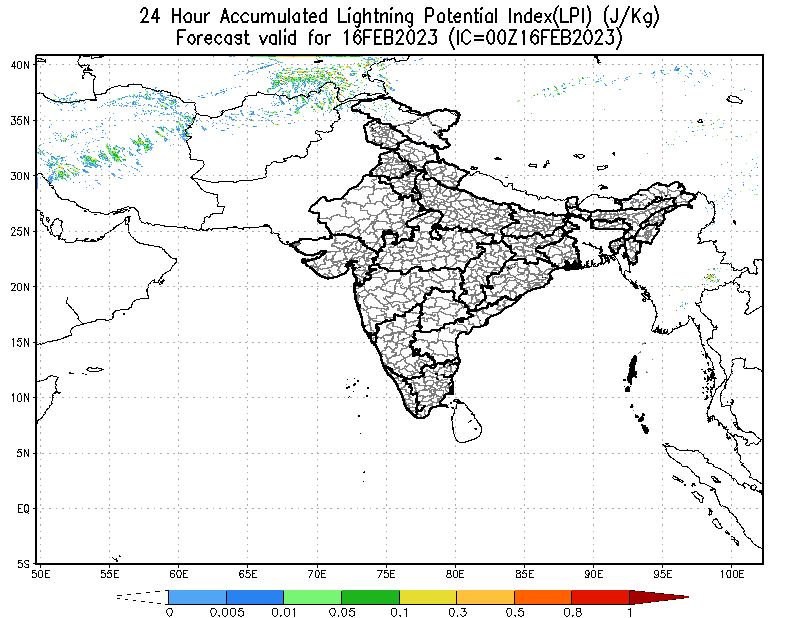 24 Hour Accumulated Lightning Potential Index(LPI) (J/Kg)
Forecast valid for 16FEB2023 (IC=00Z16FEB2023)
40N
35N
30N
25N
20N
15N
10N
5N
EQ
5S
50E 55E 60E 65E 70E 75E 80E 85E 90E 95E 100E
0 0.005 0.01 0.05 0.1 0.3 0.5 0.8 1